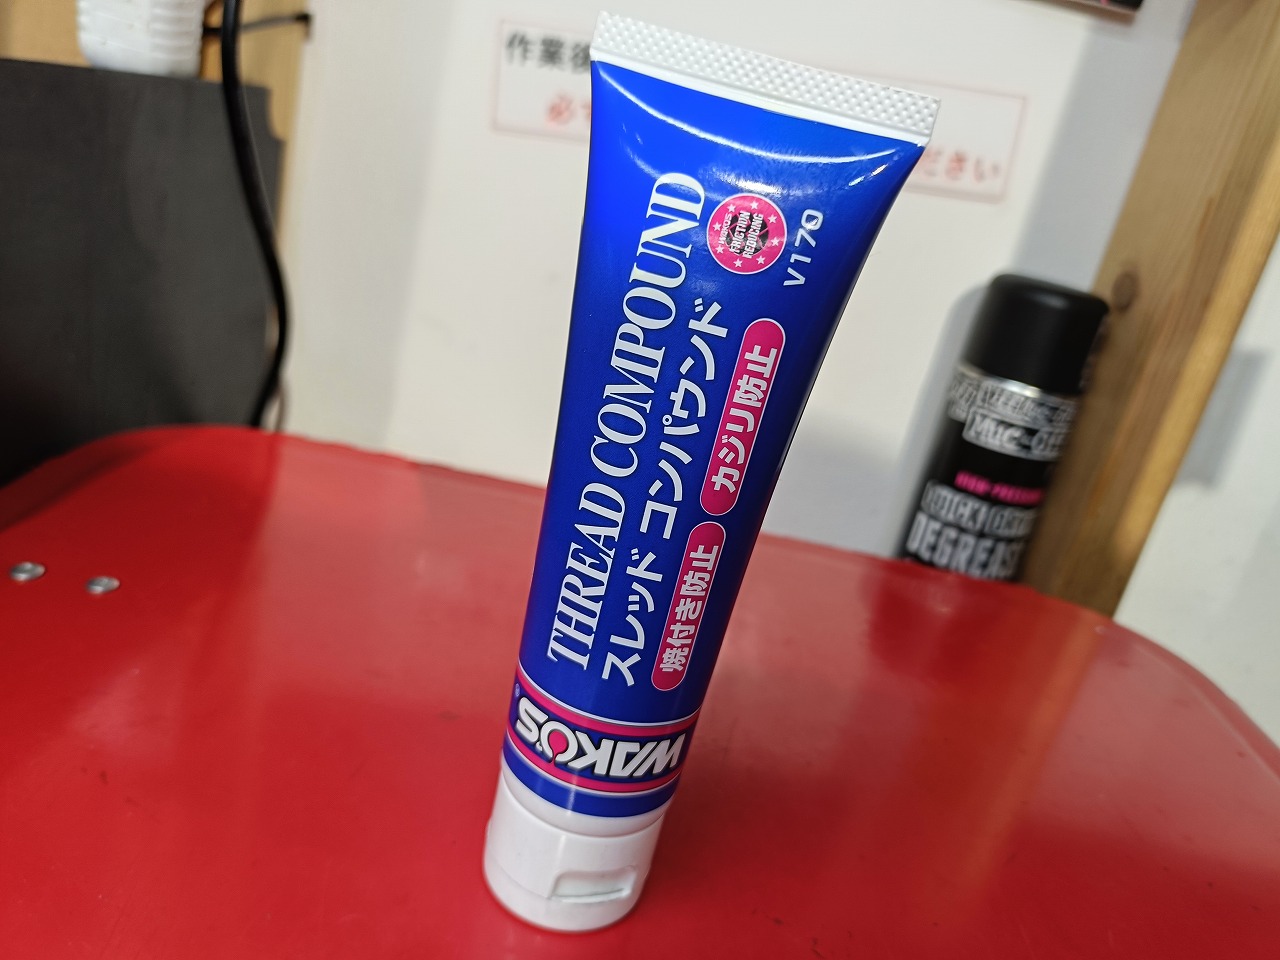 THREAD COMPOUND
スレッド コンパウンド
焼付き防止 カジリ防止
WAKO'S
FRICTION
REDUCING
V170
WAKO'S
作業後
必ず
ださい
MUC-OFF
HIGH-PRESSURE
QUICK
DEGREASE